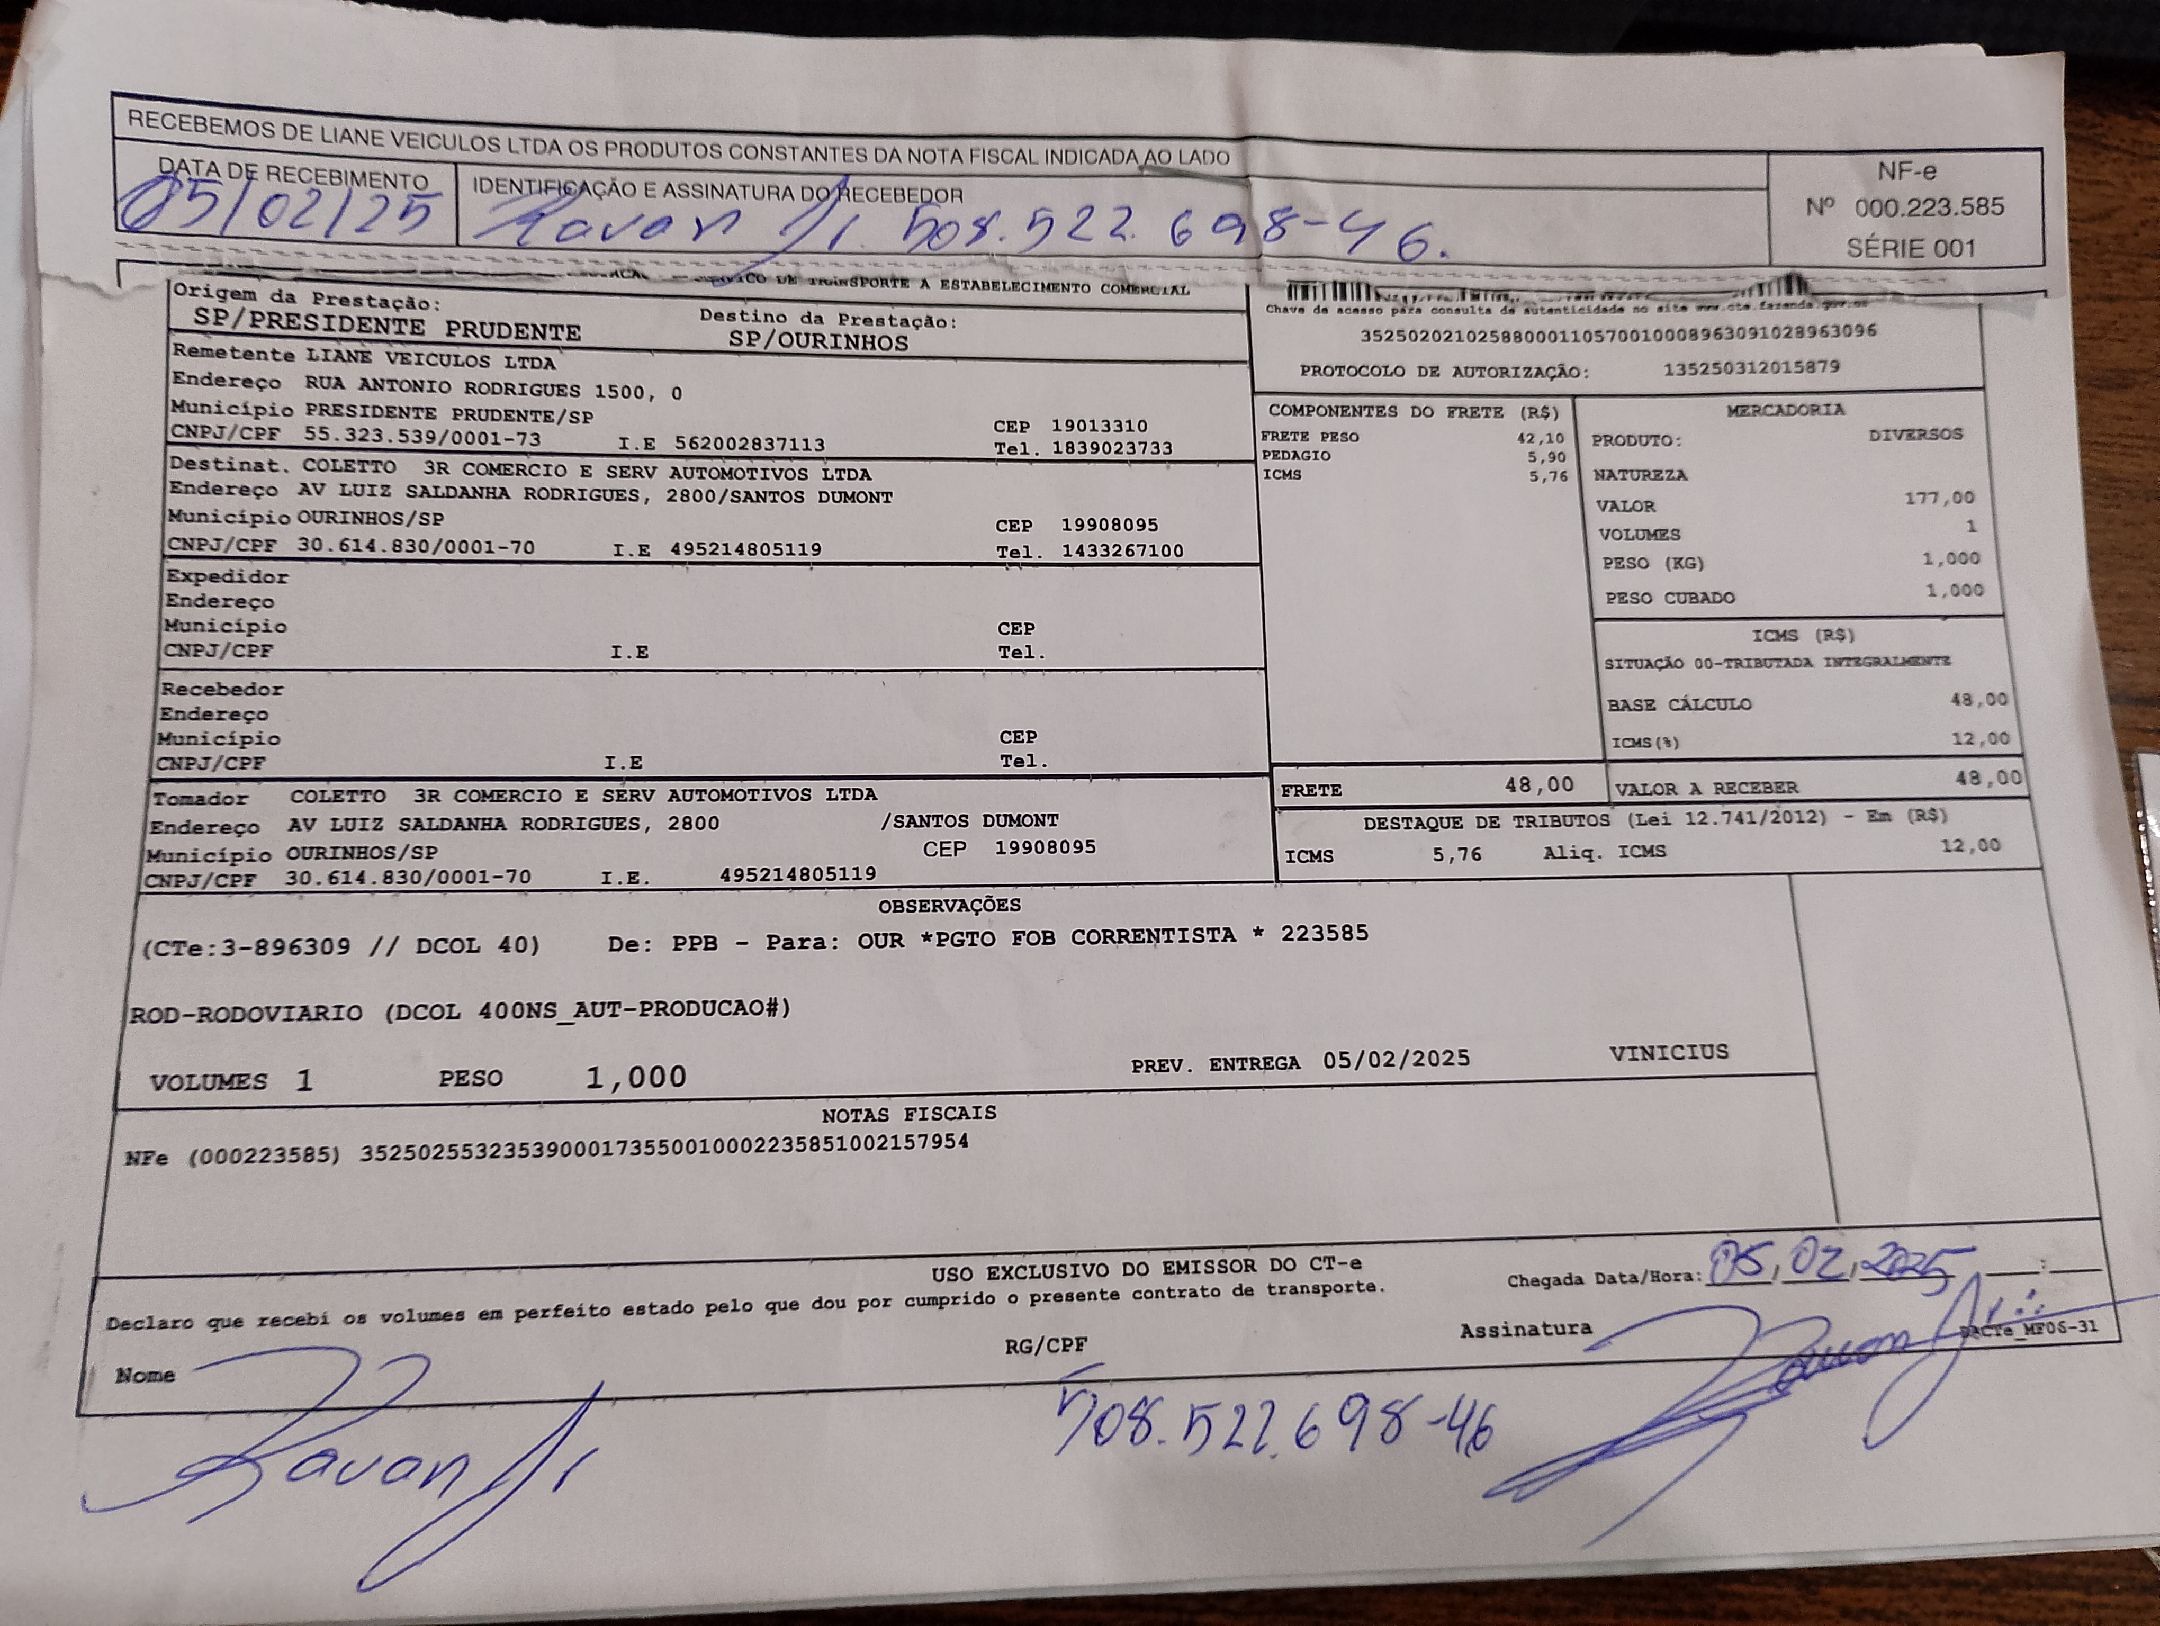 RECEBEMOS DE LIANE VEICULOS LTDA OS PRODUTOS CONSTANTES DA NOTA FISCAL INDICADA AO LADO
DATA DE RECEBIMENTO
05/02/25
IDENTIFICAÇÃO E ASSINATURA DO RECEBEDOR
508.522.698-46.
NF-e
Nº 000.223.585
SÉRIE 001
DE TRANSPORTE A ESTABELECIMENTO COMERCIAL
Origem da Prestação:
SP/PRESIDENTE PRUDENTE
Destino da Prestação:
SP/OURINHOS
Remetente LIANE VEICULOS LTDA
Endereço RUA ANTONIO RODRIGUES 1500, 0
Município PRESIDENTE PRUDENTE/SP CEP 19013310
CNPJ/CPF 55.323.539/0001-73 I.E 562002837113 Tel. 1839023733
Destinat. COLETTO 3R COMERCIO E SERV AUTOMOTIVOS LTDA
Endereço AV LUIZ SALDANHA RODRIGUES, 2800/SANTOS DUMONT
Município OURINHOS/SP CEP 19908095
CNPJ/CPF 30.614.830/0001-70 I.E 495214805119 Tel. 1433267100
Expedidor
Endereço
Município CEP
CNPJ/CPF I.E Tel.
Recebedor
Endereço
Município CEP
CNPJ/CPF I.E Tel.
Tomador COLETTO 3R COMERCIO E SERV AUTOMOTIVOS LTDA
Endereço AV LUIZ SALDANHA RODRIGUES, 2800 /SANTOS DUMONT
Município OURINHOS/SP CEP 19908095
CNPJ/CPF 30.614.830/0001-70 I.E. 495214805119
Chave de acesso para consulta de autenticidade no site www.cte.fazenda.gov.br
35250202102588000110570010008963091028963096
PROTOCOLO DE AUTORIZAÇÃO: 135250312015879
COMPONENTES DO FRETE (R$)
FRETE PESO 42,10
PEDAGIO 5,90
ICMS 5,76
MERCADORIA
PRODUTO: DIVERSOS
NATUREZA
VALOR 177,00
VOLUMES 1
PESO (KG) 1,000
PESO CUBADO 1,000
ICMS (R$)
SITUAÇÃO 00-TRIBUTADA INTEGRALMENTE
BASE CÁLCULO 48,00
ICMS(%) 12,00
FRETE 48,00 VALOR A RECEBER 48,00
DESTAQUE DE TRIBUTOS (Lei 12.741/2012) - Em (R$)
ICMS 5,76 Aliq. ICMS 12,00
OBSERVAÇÕES
(CTe:3-896309 // DCOL 40) De: PPB - Para: OUR *PGTO FOB CORRENTISTA * 223585
ROD-RODOVIARIO (DCOL 400NS_AUT-PRODUCAO#)
VOLUMES 1 PESO 1,000 PREV. ENTREGA 05/02/2025 VINICIUS
NOTAS FISCAIS
NFe (000223585) 35250255323539000173550010002235851002157954
USO EXCLUSIVO DO EMISSOR DO CT-e
Chegada Data/Hora: 05,02,2025 :
Declaro que recebi os volumes em perfeito estado pelo que dou por cumprido o presente contrato de transporte.
Nome
RG/CPF
508.522.698-46
Assinatura